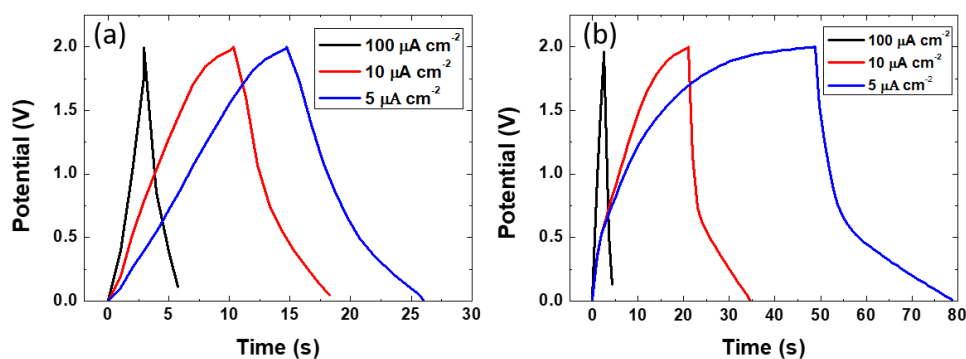 (a)
100 μA cm-2
10 μA cm-2
5 μA cm-2
Potential (V)
2.0
1.5
1.0
0.5
0.0
0 5 10 15 20 25 30
Time (s)
(b)
100 μA cm-2
10 μA cm-2
5 μA cm-2
Potential (V)
2.0
1.5
1.0
0.5
0.0
0 10 20 30 40 50 60 70 80
Time (s)